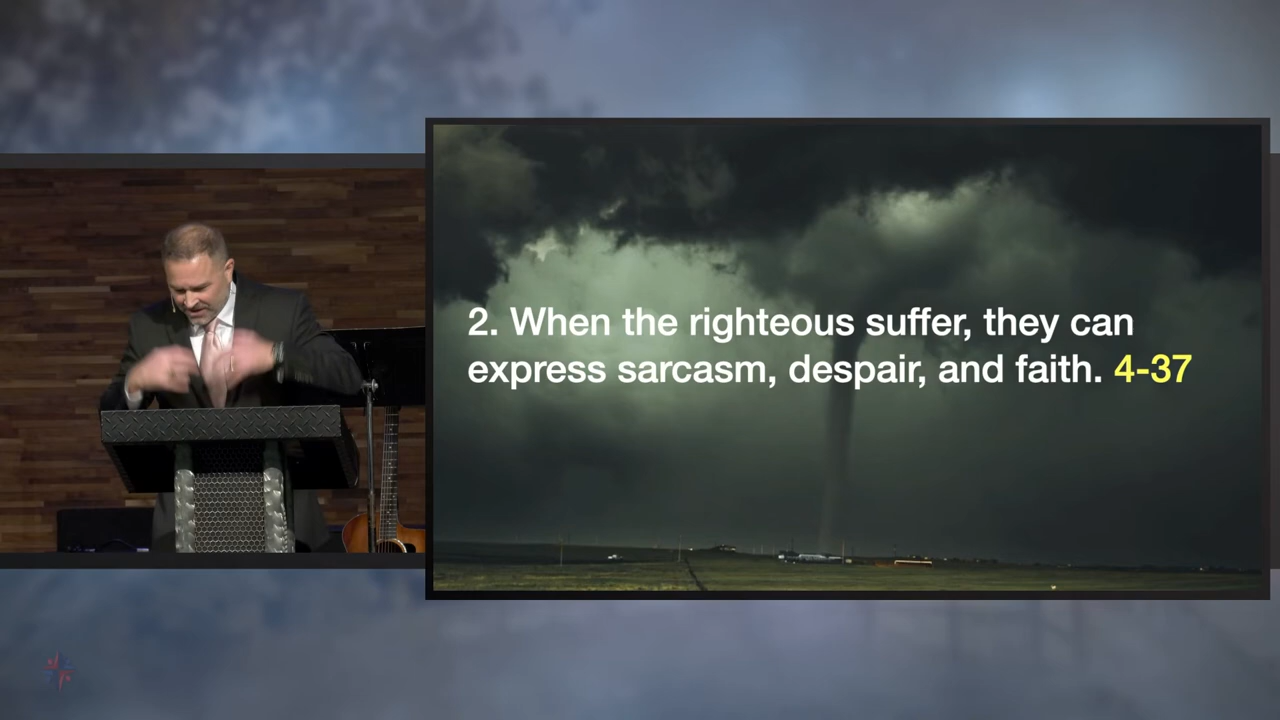 2. When the righteous suffer, they can
express sarcasm, despair, and faith. 4-37